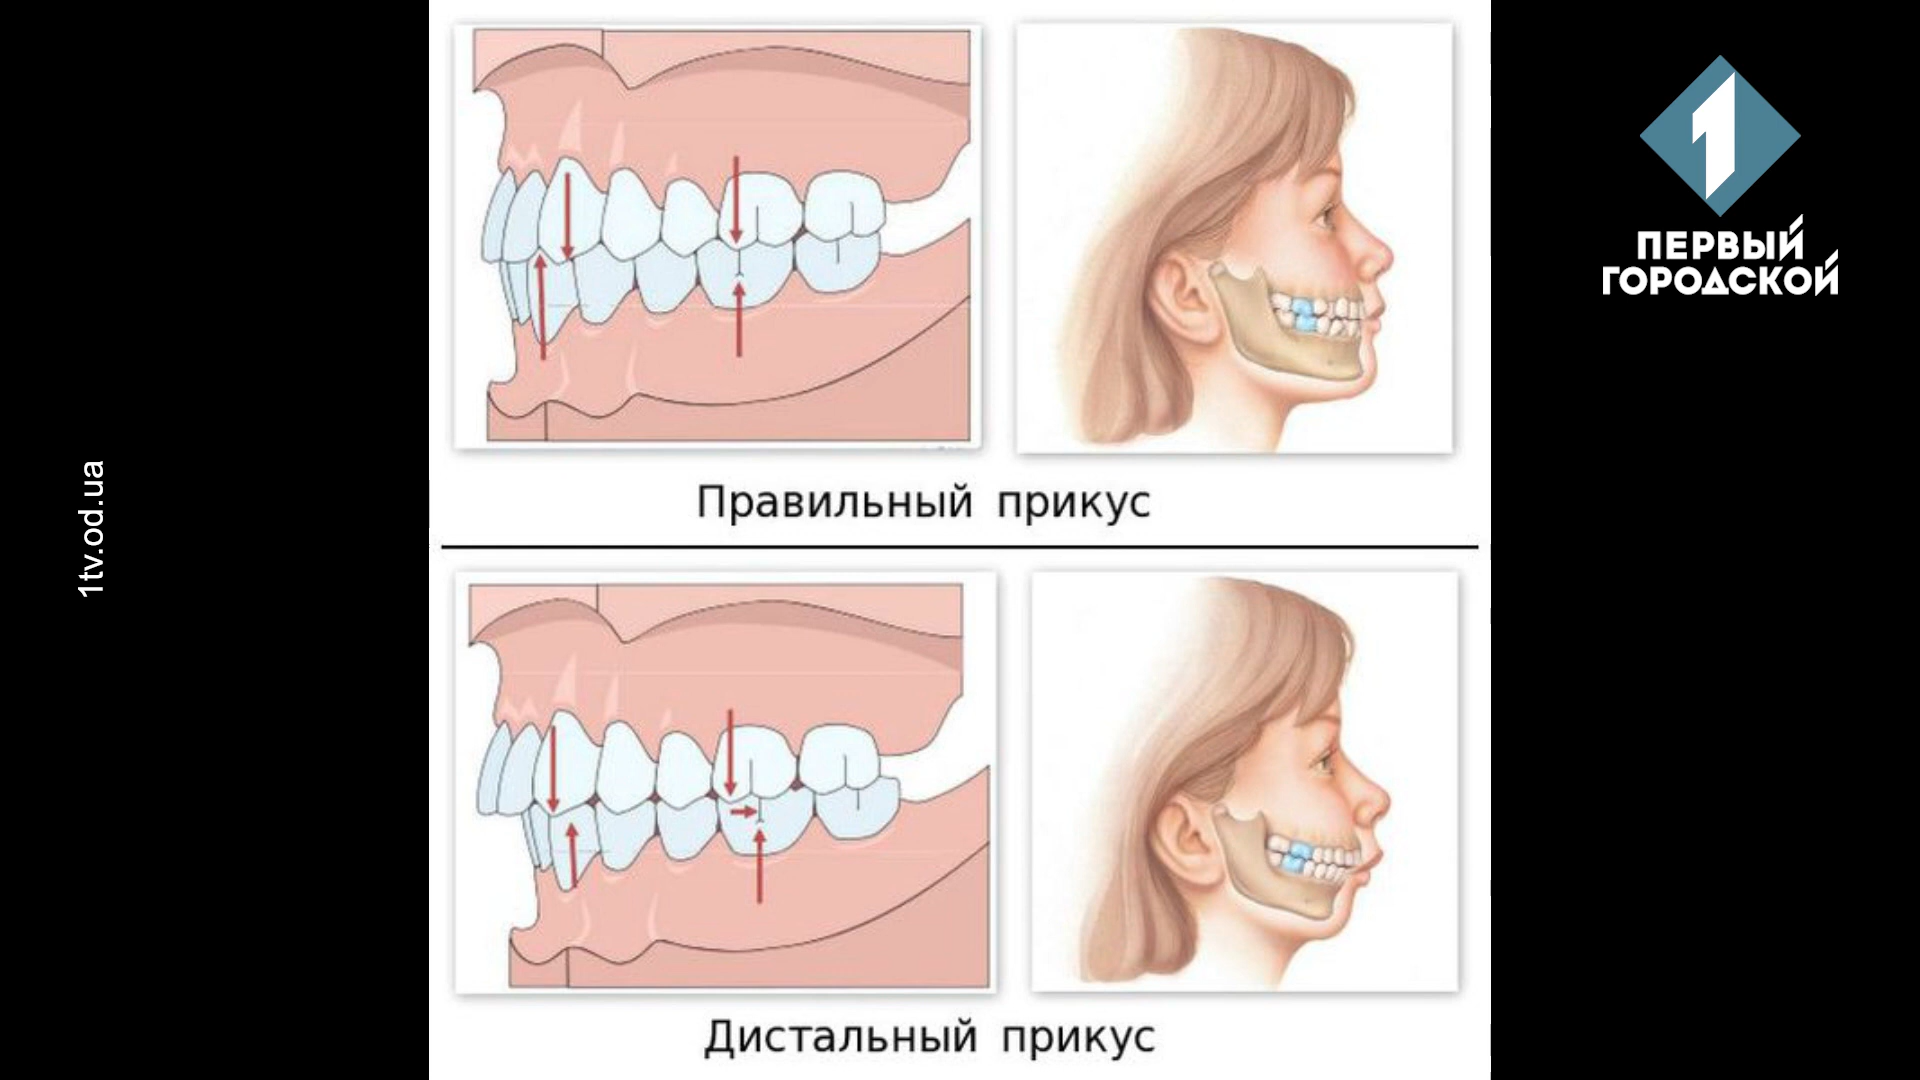 1tv.od.ua
ПЕРВЫЙ
ГОРОДСКОЙ
Правильный прикус
Дистальный прикус